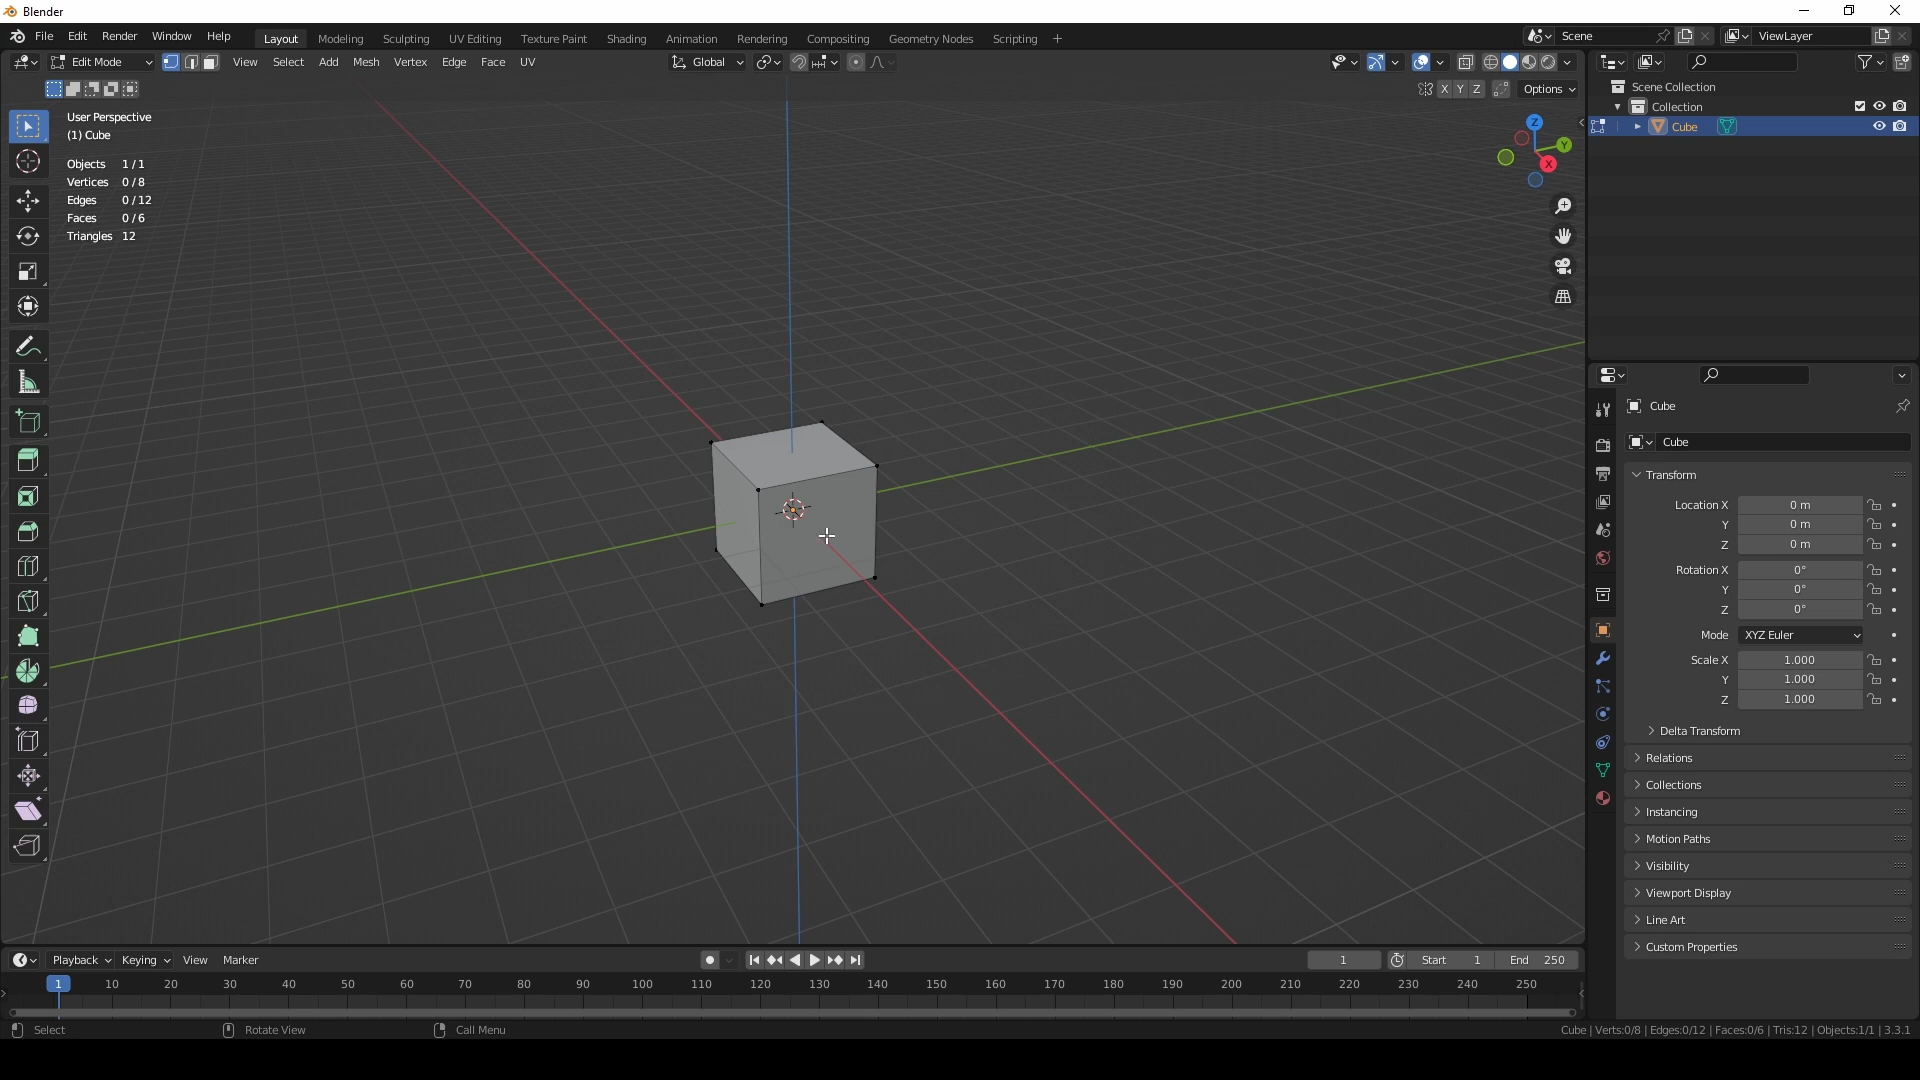 Blender
File Edit Render Window Help Layout Modeling Sculpting UV Editing Texture Paint Shading Animation Rendering Compositing Geometry Nodes Scripting + Scene ViewLayer
Edit Mode View Select Add Mesh Vertex Edge Face UV Global
X Y Z Options
User Perspective
(1) Cube
Objects 1 / 1
Vertices 0 / 8
Edges 0 / 12
Faces 0 / 6
Triangles 12
Z
Y
X
Scene Collection
Collection
Cube
Cube
Cube
Transform
Location X 0 m
Y 0 m
Z 0 m
Rotation X 0°
Y 0°
Z 0°
Mode XYZ Euler
Scale X 1.000
Y 1.000
Z 1.000
Delta Transform
Relations
Collections
Instancing
Motion Paths
Visibility
Viewport Display
Line Art
Custom Properties
Playback Keying View Marker 1 Start 1 End 250
1 10 20 30 40 50 60 70 80 90 100 110 120 130 140 150 160 170 180 190 200 210 220 230 240 250
Select Rotate View Call Menu Cube | Verts:0/8 | Edges:0/12 | Faces:0/6 | Tris:12 | Objects:1/1 | 3.3.1